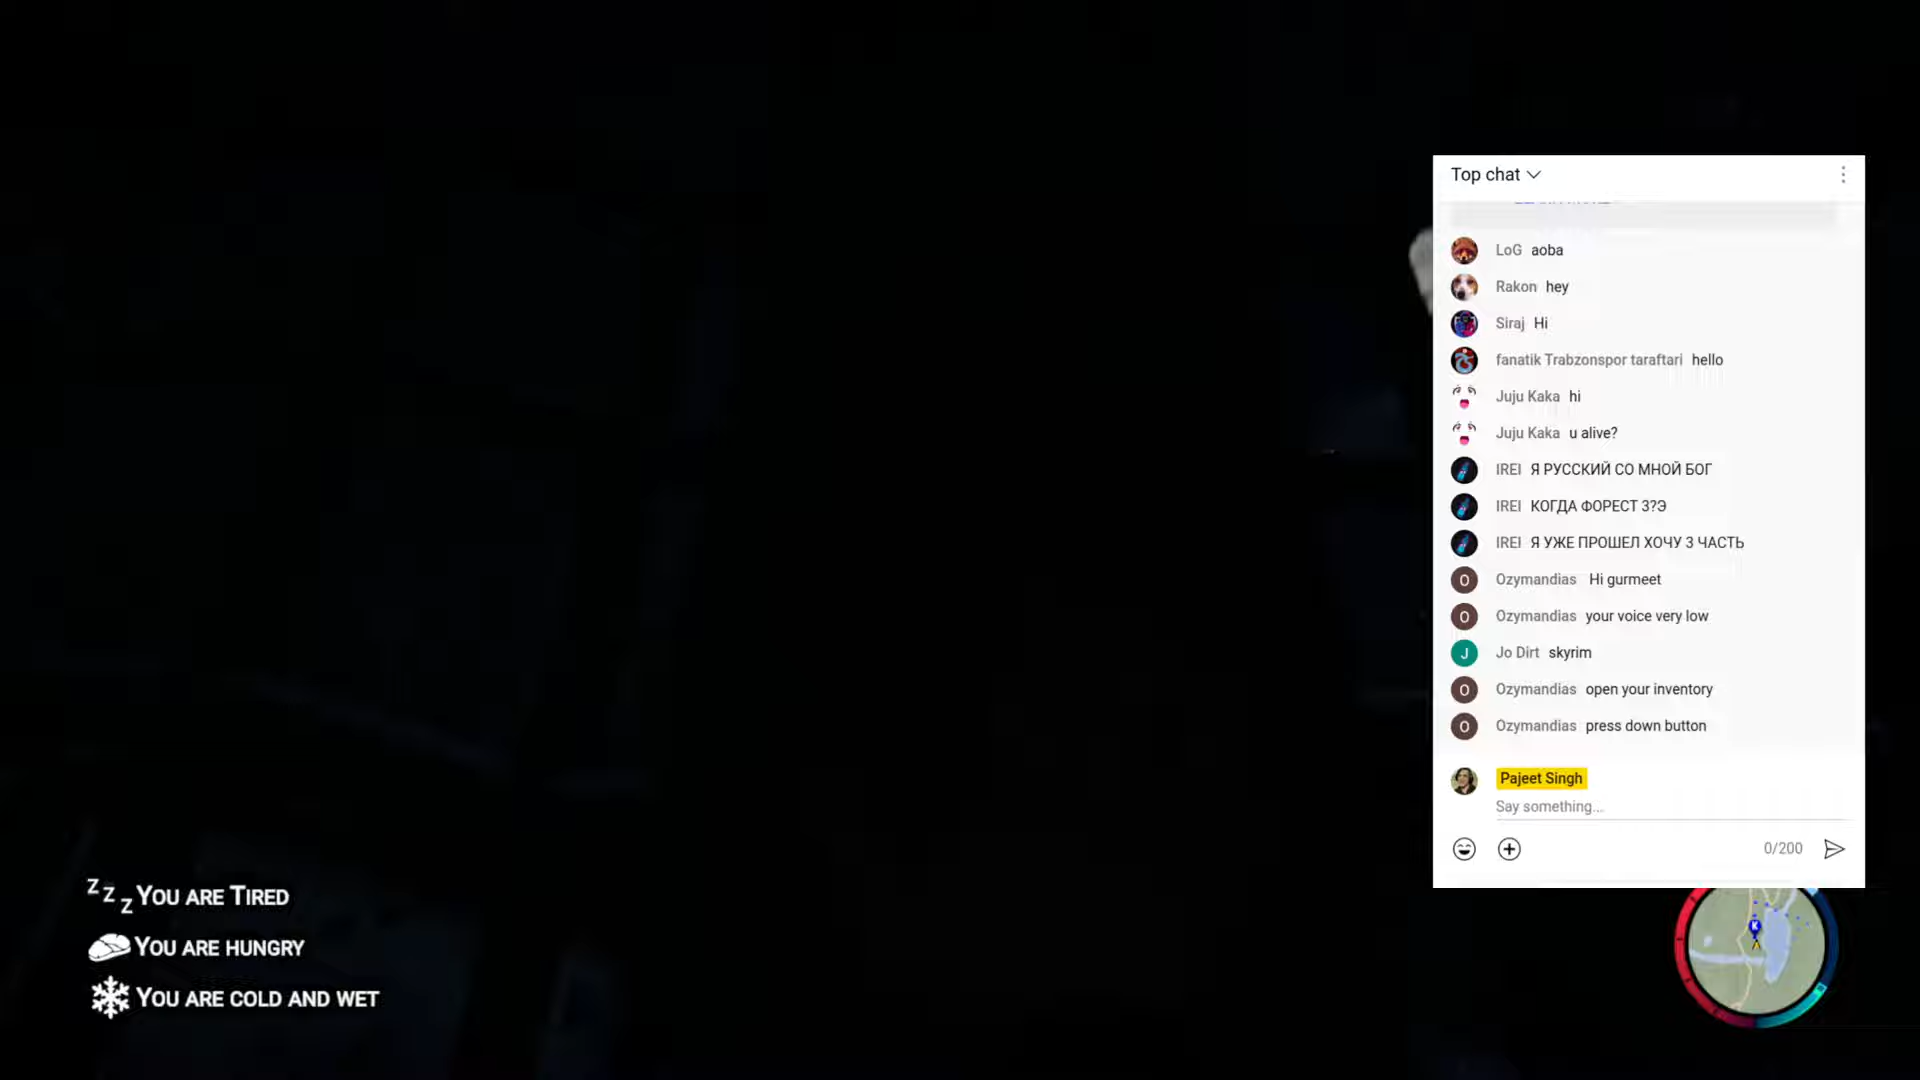 Top chat
LoG aoba
Rakon hey
Siraj Hi
fanatik Trabzonspor taraftari hello
Juju Kaka hi
Juju Kaka u alive?
IREI Я РУССКИЙ СО МНОЙ БОГ
IREI КОГДА ФОРЕСТ 3?Э
IREI Я УЖЕ ПРОШЕЛ ХОЧУ 3 ЧАСТЬ
O Ozymandias Hi gurmeet
O Ozymandias your voice very low
J Jo Dirt skyrim
O Ozymandias open your inventory
O Ozymandias press down button
Pajeet Singh
Say something...
0/200
Z Z Z YOU ARE TIRED
YOU ARE HUNGRY
YOU ARE COLD AND WET
K